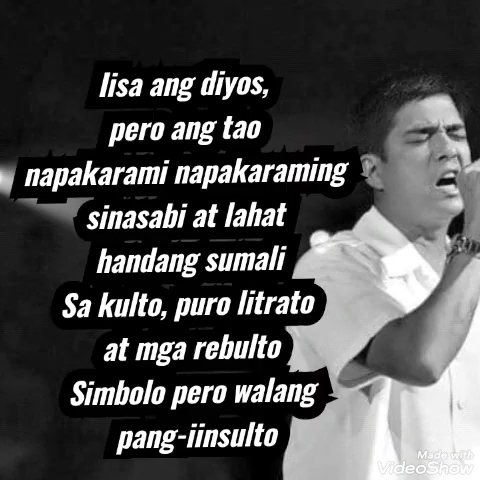 Iisa ang diyos,
pero ang tao
napakarami napakaraming
sinasabi at lahat
handang sumali
Sa kulto, puro litrato
at mga rebulto
Simbolo pero walang
pang-iinsulto
Made with
VideoShow